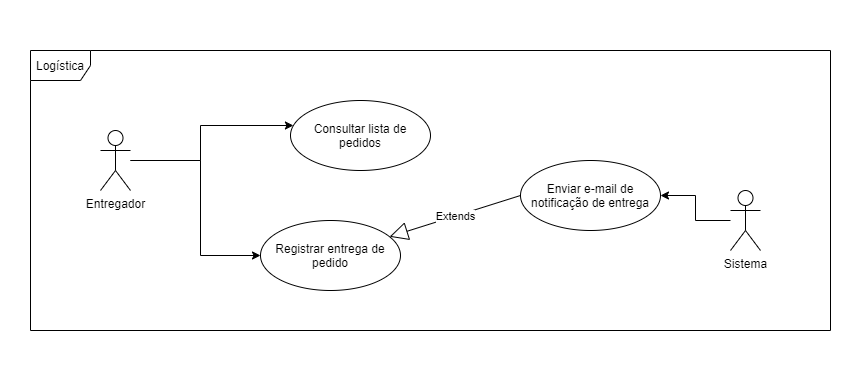 Logística
Consultar lista de
pedidos
Entregador
Enviar e-mail de
notificação de entrega
Extends
Registrar entrega de
pedido
Sistema